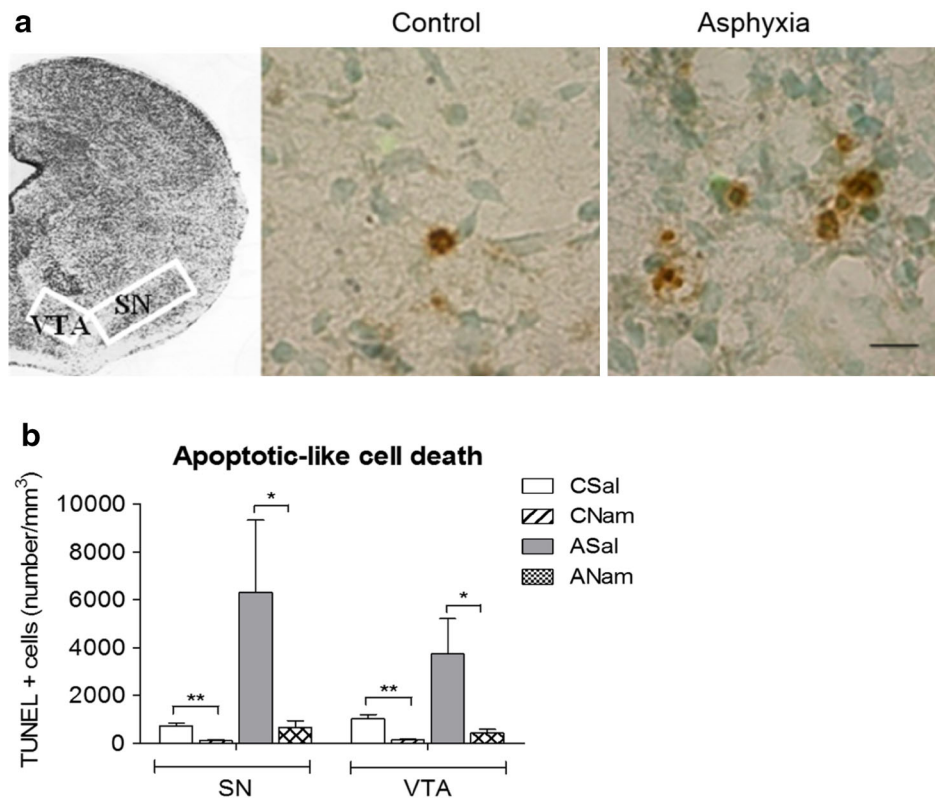 a
Control
Asphyxia
VTA
SN
b
Apoptotic-like cell death
TUNEL + cells (number/mm³)
10000
8000
6000
4000
2000
0
**
*
**
*
SN
VTA
CSal
CNam
ASal
ANam